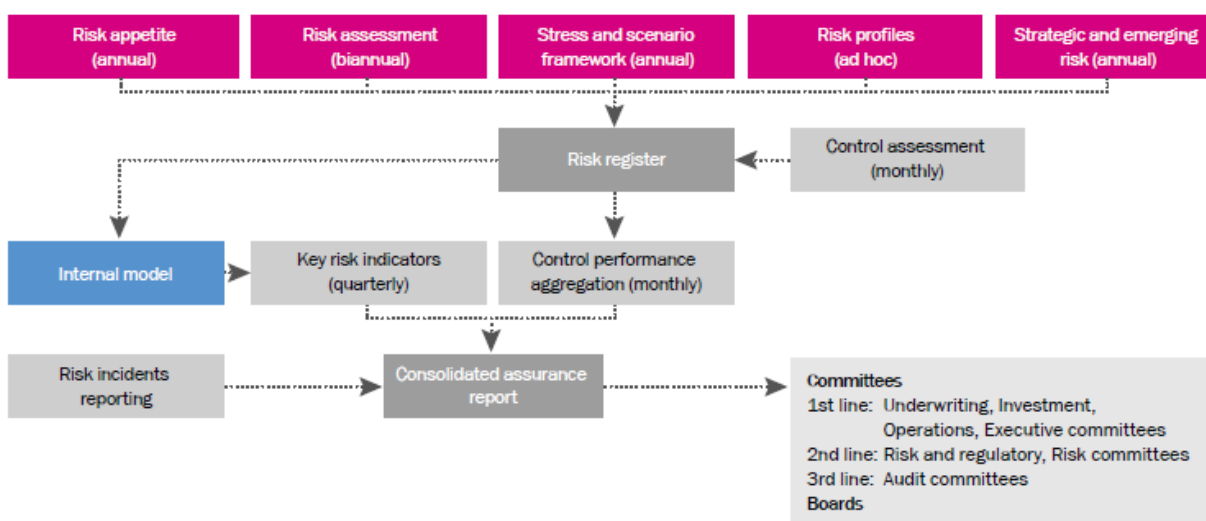 Risk appetite
(annual)
Risk assessment
(biannual)
Stress and scenario
framework (annual)
Risk profiles
(ad hoc)
Strategic and emerging
risk (annual)
Risk register
Control assessment
(monthly)
Internal model
Key risk indicators
(quarterly)
Control performance
aggregation (monthly)
Risk incidents
reporting
Consolidated assurance
report
Committees
1st line: Underwriting, Investment,
Operations, Executive committees
2nd line: Risk and regulatory, Risk committees
3rd line: Audit committees
Boards